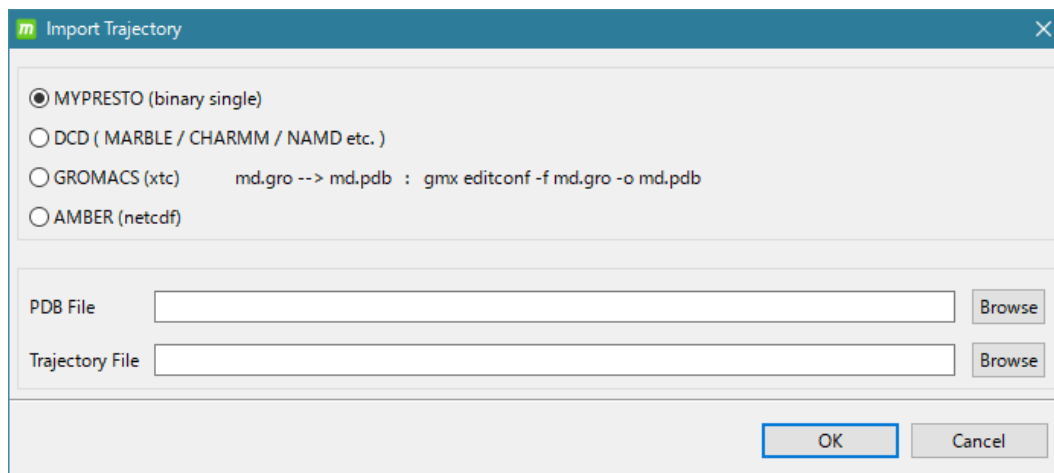 m Import Trajectory
MYPRESTO (binary single)
DCD ( MARBLE / CHARMM / NAMD etc. )
GROMACS (xtc) md.gro --> md.pdb : gmx editconf -f md.gro -o md.pdb
AMBER (netcdf)
PDB File Browse
Trajectory File Browse
OK Cancel